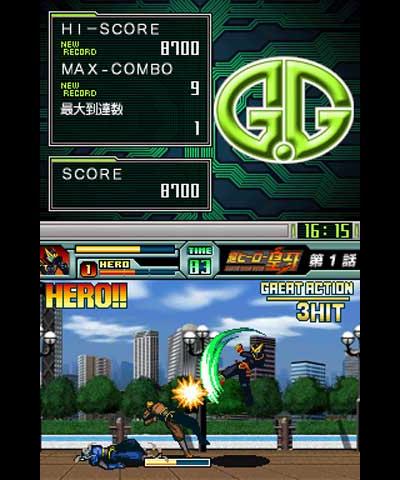 HI-SCORE
NEW RECORD 8700
MAX-COMBO
NEW RECORD 9
最大到達数
1
G.G
SCORE
8700
16:15
1 HERO
TIME
83
第1話
HERO!!
GREAT ACTION
3HIT